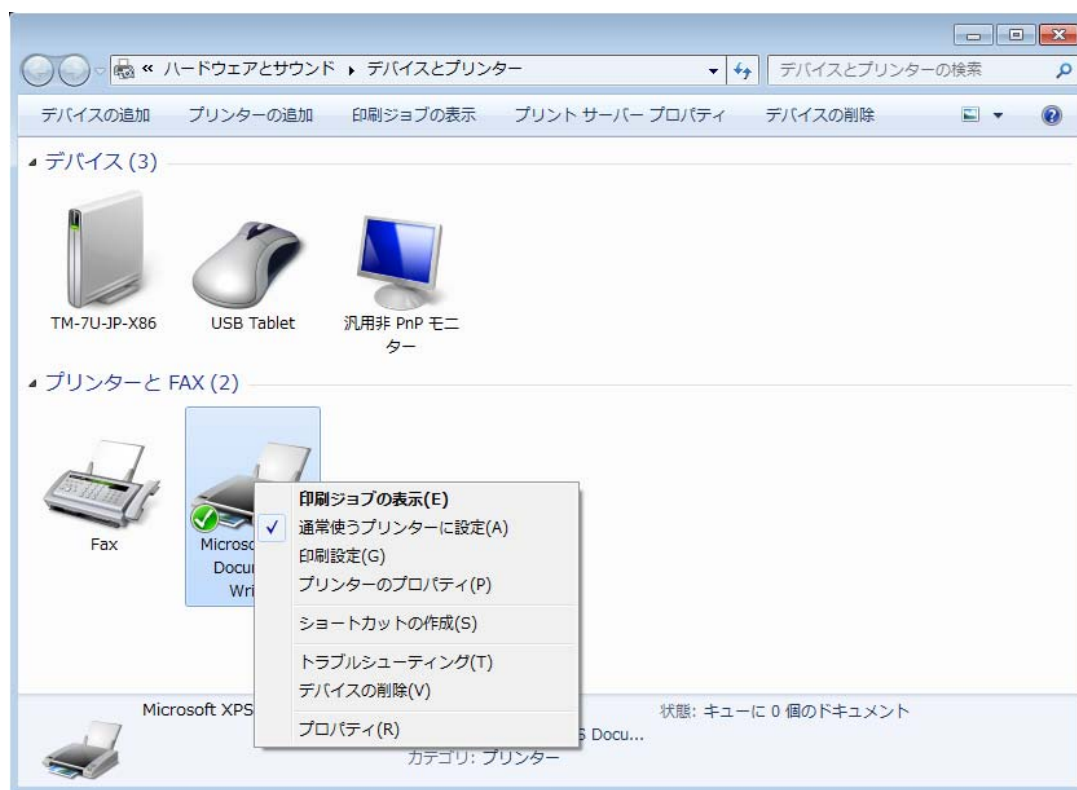 « ハードウェアとサウンド ▸ デバイスとプリンター
デバイスとプリンターの検索
デバイスの追加 プリンターの追加 印刷ジョブの表示 プリント サーバー プロパティ デバイスの削除
デバイス (3)
TM-7U-JP-X86
USB Tablet
汎用非 PnP モニ
ター
プリンターと FAX (2)
Fax
印刷ジョブの表示(E)
通常使うプリンターに設定(A)
印刷設定(G)
プリンターのプロパティ(P)
ショートカットの作成(S)
トラブルシューティング(T)
デバイスの削除(V)
プロパティ(R)
Microsoft XPS
状態: キューに 0 個のドキュメント
カテゴリ: プリンター